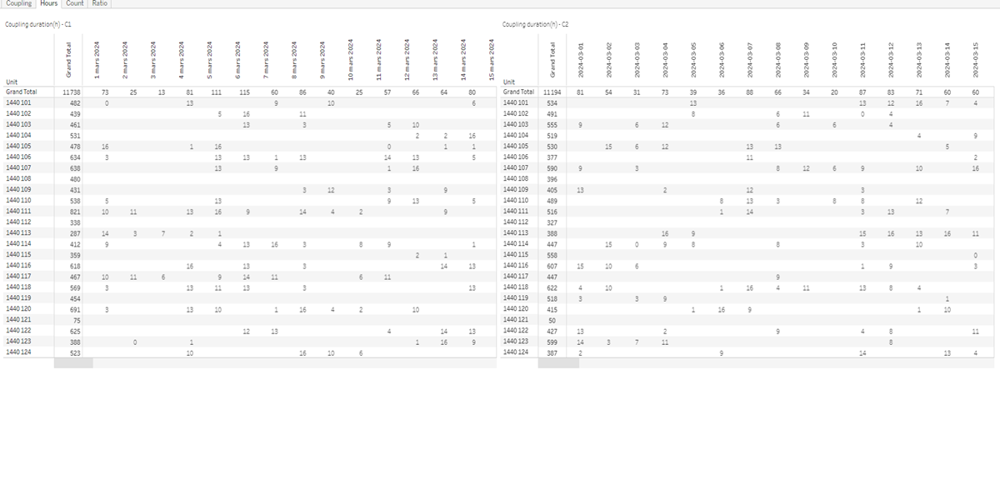 Coupling Hours Count Ratio
Coupling duration(h) - C1
Unit Grand Total 1 mars 2024 2 mars 2024 3 mars 2024 4 mars 2024 5 mars 2024 6 mars 2024 7 mars 2024 8 mars 2024 9 mars 2024 10 mars 2024 11 mars 2024 12 mars 2024 13 mars 2024 14 mars 2024 15 mars 2024
Grand Total 11738 73 25 13 81 111 115 60 86 40 25 57 66 64 80
1440 101 482 0 13 9 10 6
1440 102 439 5 16 11
1440 103 461 13 3 5 10
1440 104 531 2 2 16
1440 105 478 16 1 16 0 1 1
1440 106 634 3 13 13 1 13 14 13 5
1440 107 638 13 9 1 16
1440 108 480
1440 109 431 3 12 3 9
1440 110 538 5 13 9 13 5
1440 111 821 10 11 13 16 9 14 4 2 9
1440 112 338
1440 113 287 14 3 7 2 1
1440 114 412 9 4 13 16 3 8 9 1
1440 115 359 2 1
1440 116 618 16 13 3 14 13
1440 117 467 10 11 6 9 14 11 6 11
1440 118 569 3 13 11 13 3 13
1440 119 454
1440 120 691 3 13 10 1 16 4 2 10
1440 121 75
1440 122 625 12 13 4 14 13
1440 123 388 0 1 1 16 9
1440 124 523 10 16 10 6
Coupling duration(h) - C2
Unit Grand Total 2024-03-01 2024-03-02 2024-03-03 2024-03-04 2024-03-05 2024-03-06 2024-03-07 2024-03-08 2024-03-09 2024-03-10 2024-03-11 2024-03-12 2024-03-13 2024-03-14 2024-03-15
Grand Total 11194 81 54 31 73 39 36 88 66 34 20 87 83 71 60 60
1440 101 534 13 13 12 16 7 4
1440 102 491 8 6 11 0 4
1440 103 555 9 6 12 6 6 4
1440 104 519 4 9
1440 105 530 15 6 12 13 13 5
1440 106 377 11 2
1440 107 590 9 3 8 12 6 9 10 16
1440 108 396
1440 109 405 13 2 12 3
1440 110 489 8 13 3 8 8 12
1440 111 516 1 14 3 13 7
1440 112 327
1440 113 388 16 9 15 16 13 16 11
1440 114 447 15 0 9 8 8 3 10
1440 115 558 0
1440 116 607 15 10 6 1 9 3
1440 117 447 9
1440 118 622 4 10 1 16 4 11 13 8 4
1440 119 518 3 3 9 1
1440 120 415 1 16 9 1 10
1440 121 50
1440 122 427 13 2 9 4 8 11
1440 123 599 14 3 7 11 8
1440 124 387 2 9 14 13 4